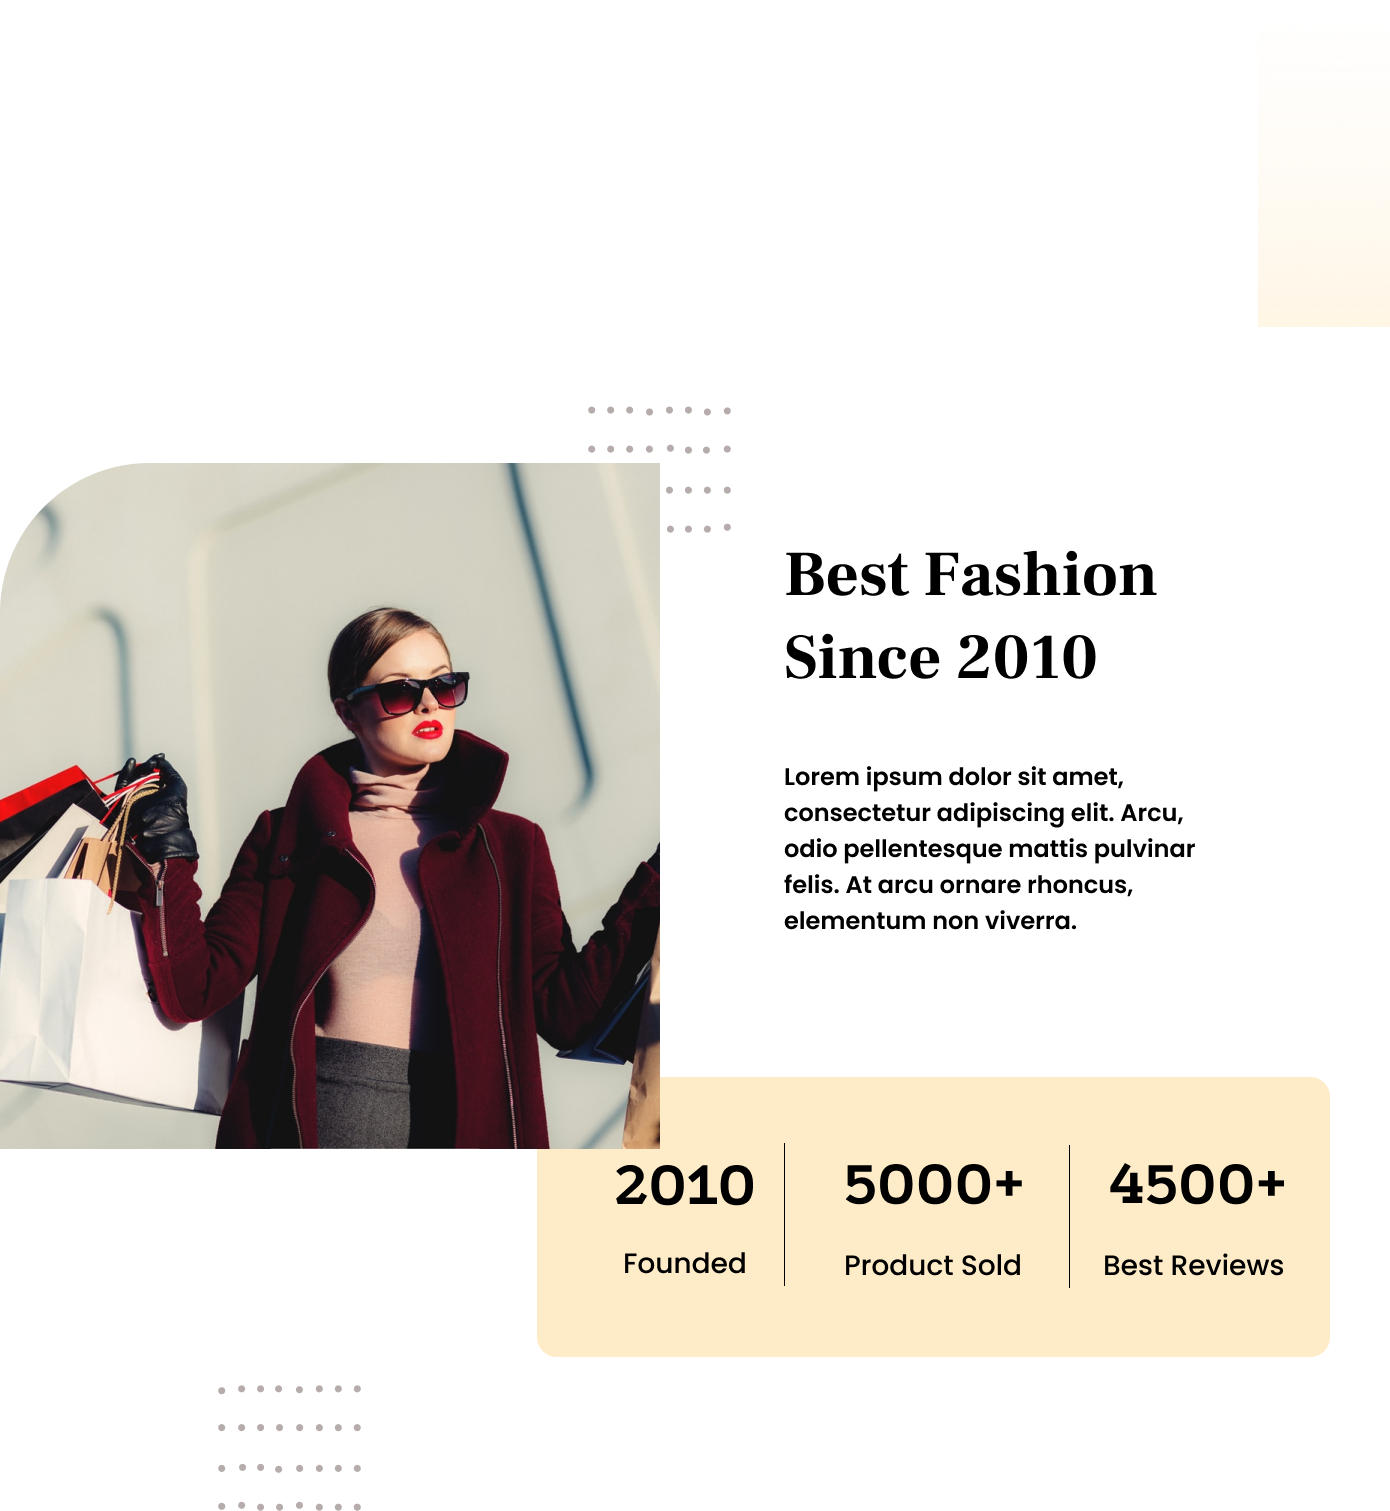 Best Fashion
Since 2010
Lorem ipsum dolor sit amet,
consectetur adipiscing elit. Arcu,
odio pellentesque mattis pulvinar
felis. At arcu ornare rhoncus,
elementum non viverra.
2010 5000+ 4500+
Founded Product Sold Best Reviews